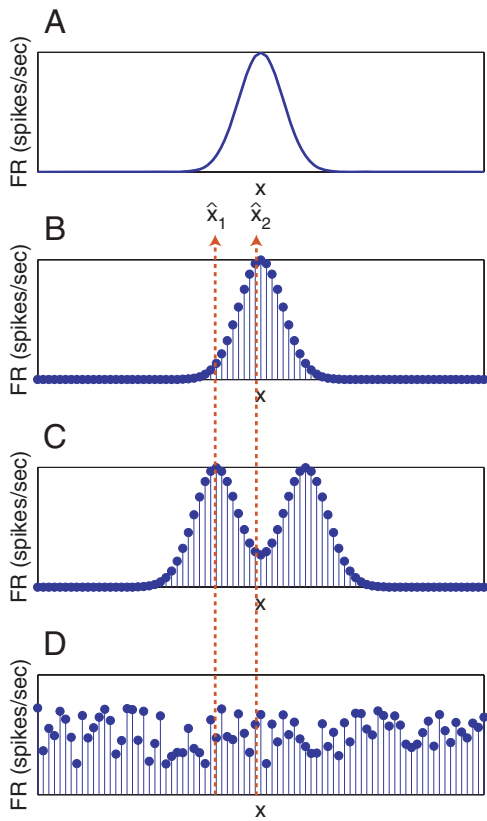 A
FR (spikes/sec)
x
x̂₁ x̂₂
B
FR (spikes/sec)
x
C
FR (spikes/sec)
x
D
FR (spikes/sec)
x